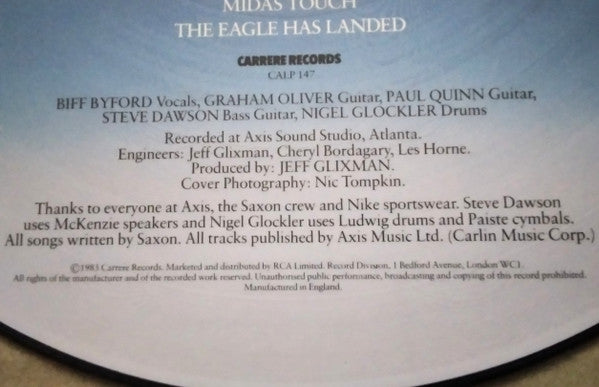 MIDAS TOUCH
THE EAGLE HAS LANDED
CARRERE RECORDS
CALP 147
BIFF BYFORD Vocals, GRAHAM OLIVER Guitar, PAUL QUINN Guitar,
STEVE DAWSON Bass Guitar, NIGEL GLOCKLER Drums
Recorded at Axis Sound Studio, Atlanta.
Engineers: Jeff Glixman, Cheryl Bordagary, Les Horne.
Produced by: JEFF GLIXMAN.
Cover Photography: Nic Tompkin.
Thanks to everyone at Axis, the Saxon crew and Nike sportswear. Steve Dawson
uses McKenzie speakers and Nigel Glockler uses Ludwig drums and Paiste cymbals.
All songs written by Saxon. All tracks published by Axis Music Ltd. (Carlin Music Corp.)
©1983 Carrere Records. Marketed and distributed by RCA Limited. Record Division, 1 Bedford Avenue, London WC1.
All rights of the manufacturer and of the recorded work reserved. Unauthorised public performance, broadcasting and copying of this record prohibited.
Manufactured in England.